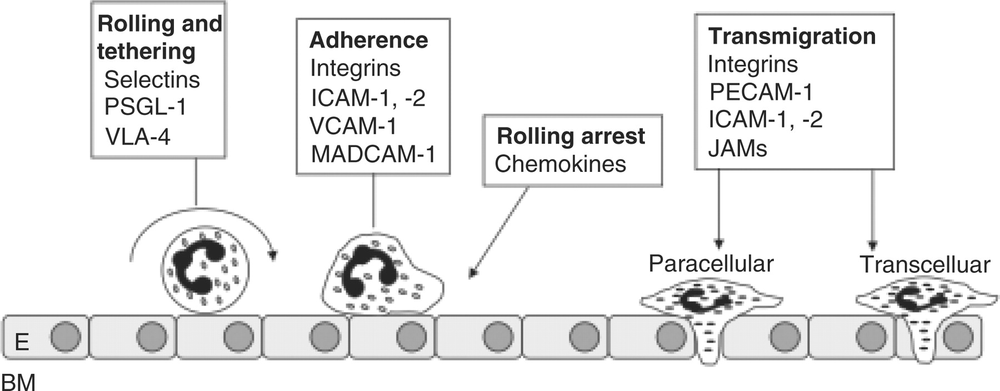 Rolling and
tethering
Selectins
PSGL-1
VLA-4
Adherence
Integrins
ICAM-1, -2
VCAM-1
MADCAM-1
Rolling arrest
Chemokines
Transmigration
Integrins
PECAM-1
ICAM-1, -2
JAMs
Paracellular
Transcelluar
E
BM